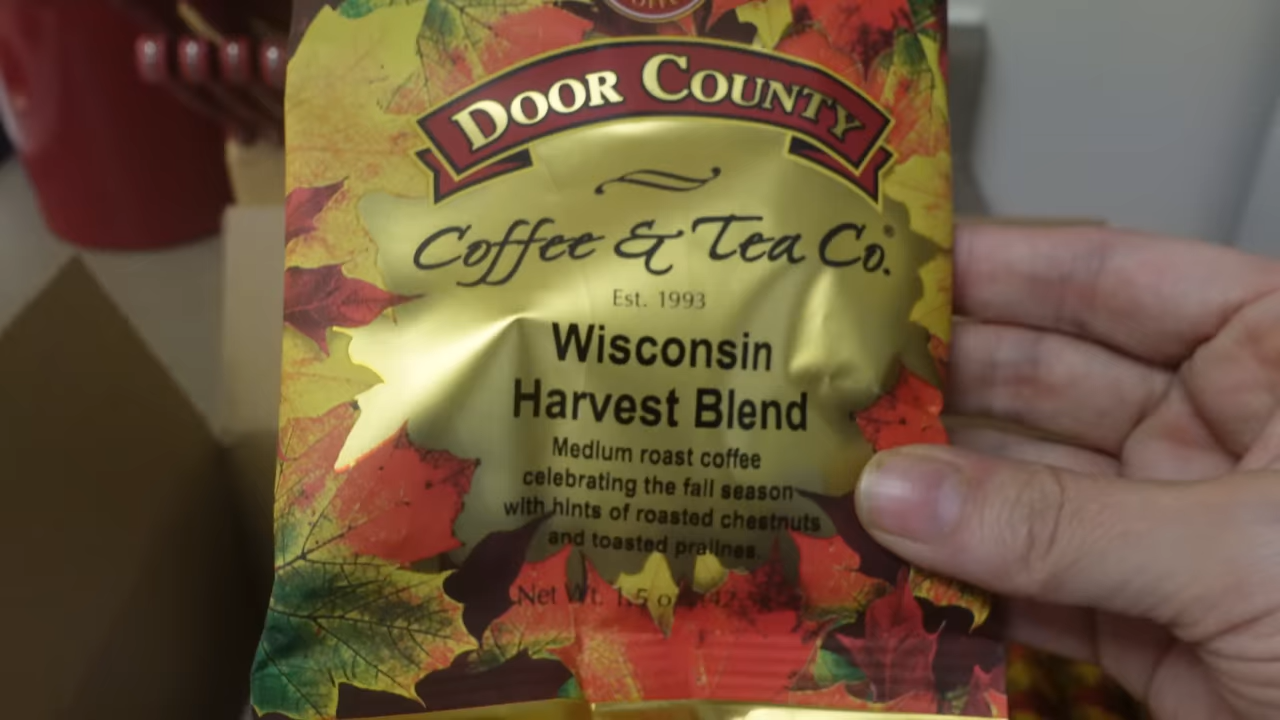 DOOR COUNTY
Coffee & Tea Co.®
Est. 1993
Wisconsin
Harvest Blend
Medium roast coffee
celebrating the fall season
with hints of roasted chestnuts
and toasted pralines.
Net Wt. 1.5